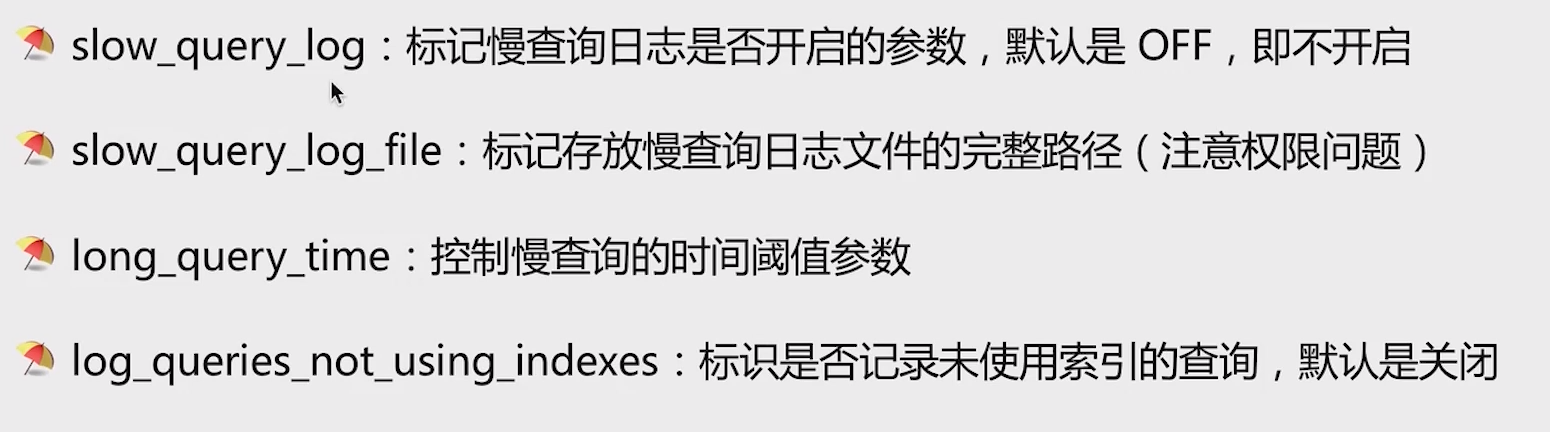 slow_query_log：标记慢查询日志是否开启的参数，默认是 OFF，即不开启
slow_query_log_file：标记存放慢查询日志文件的完整路径（注意权限问题）
long_query_time：控制慢查询的时间阈值参数
log_queries_not_using_indexes：标识是否记录未使用索引的查询，默认是关闭